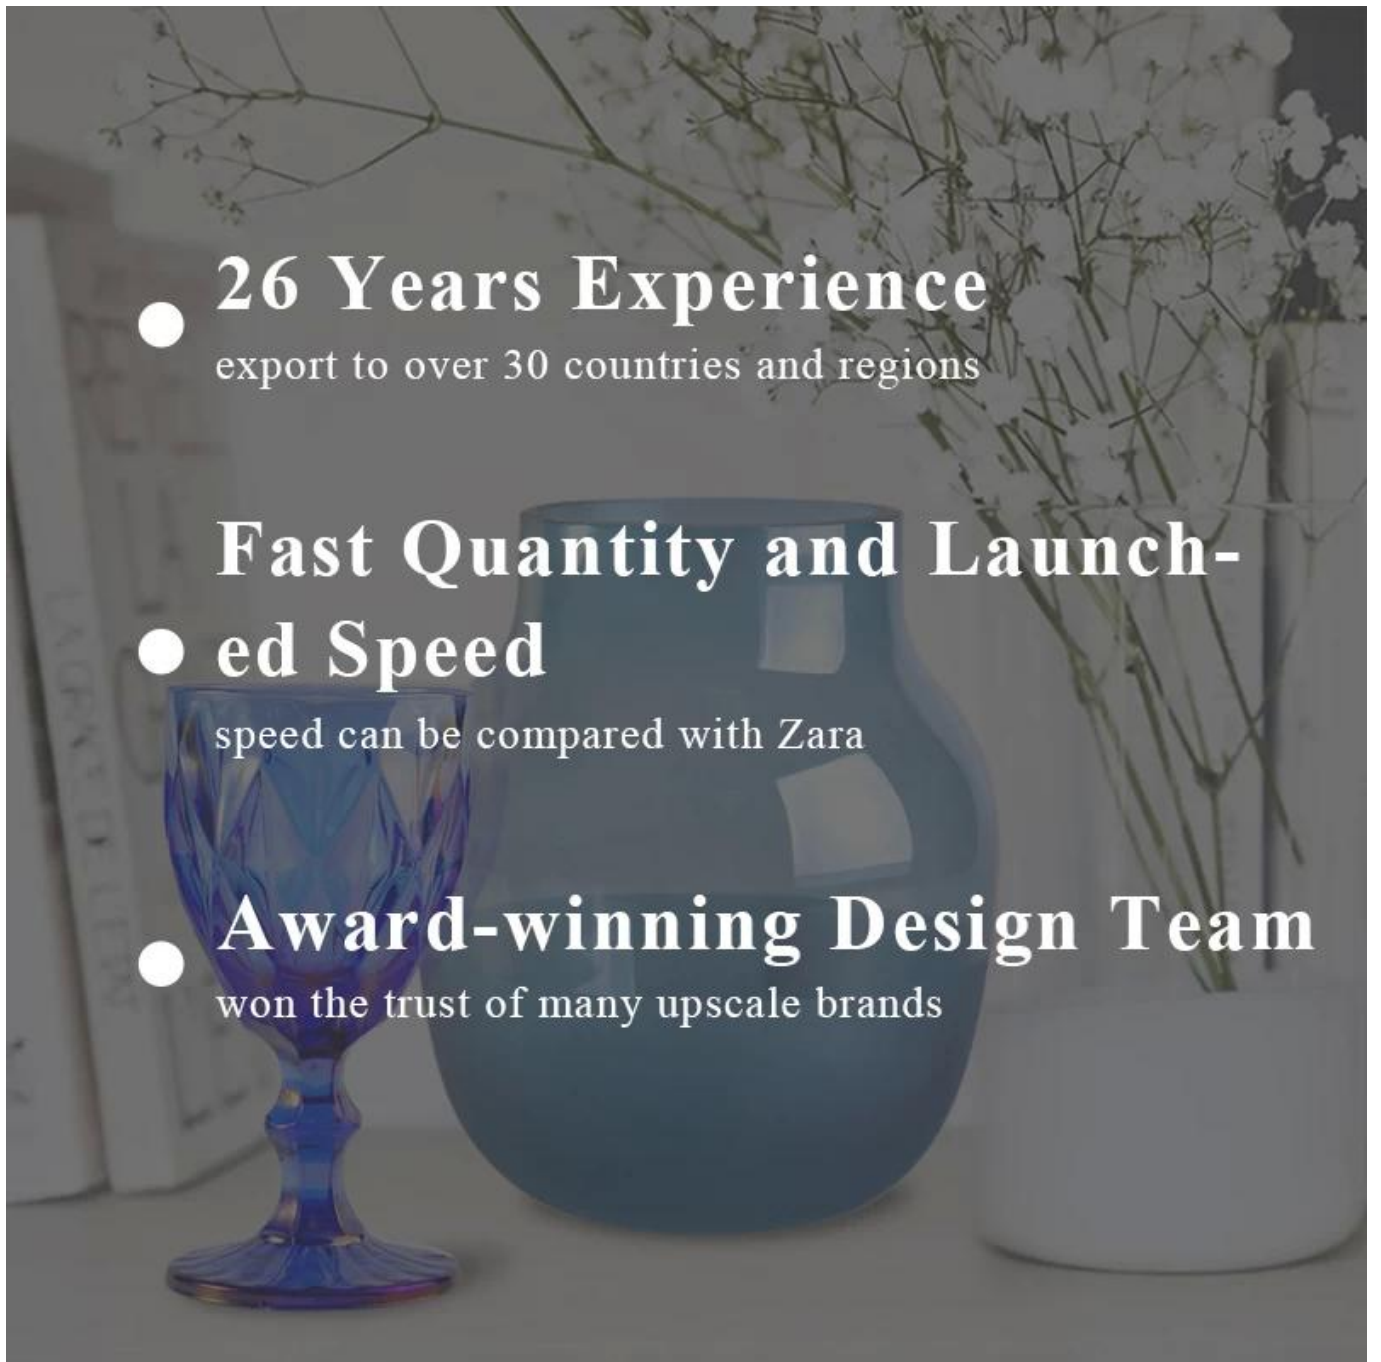 26 Years Experience
export to over 30 countries and regions
Fast Quantity and Launch-
ed Speed
speed can be compared with Zara
Award-winning Design Team
won the trust of many upscale brands